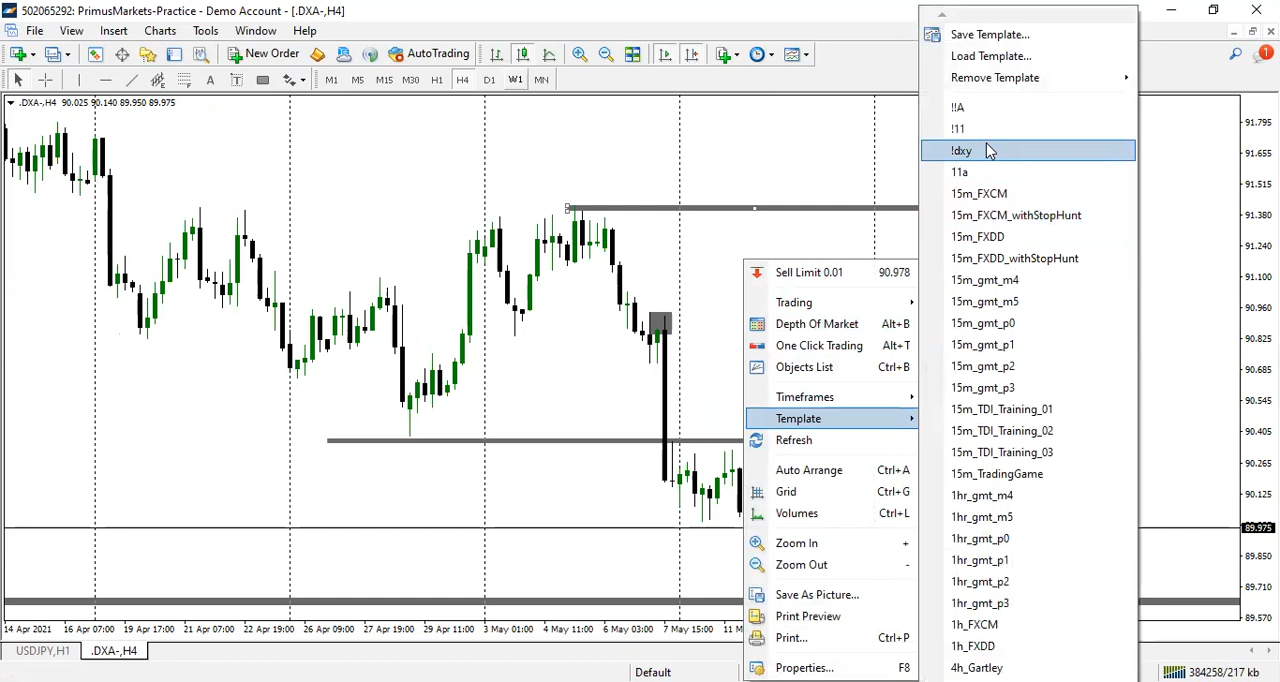 502065292: PrimusMarkets-Practice - Demo Account - [.DXA-,H4]
File View Insert Charts Tools Window Help
New Order AutoTrading 1
A T M1 M5 M15 M30 H1 H4 D1 W1 MN
.DXA-,H4 90.025 90.140 89.950 89.975
91.795
91.655
91.515
91.380
91.240
91.100
90.960
90.825
90.685
90.545
90.405
90.265
90.125
89.975
89.850
89.710
89.570
Sell Limit 0.01 90.978
Trading
Depth Of Market Alt+B
One Click Trading Alt+T
Objects List Ctrl+B
Timeframes
Template
Refresh
Auto Arrange Ctrl+A
Grid Ctrl+G
Volumes Ctrl+L
Zoom In +
Zoom Out -
Save As Picture...
Print Preview
Print... Ctrl+P
Properties... F8
Save Template...
Load Template...
Remove Template
!!A
!11
!dxy
11a
15m_FXCM
15m_FXCM_withStopHunt
15m_FXDD
15m_FXDD_withStopHunt
15m_gmt_m4
15m_gmt_m5
15m_gmt_p0
15m_gmt_p1
15m_gmt_p2
15m_gmt_p3
15m_TDI_Training_01
15m_TDI_Training_02
15m_TDI_Training_03
15m_TradingGame
1hr_gmt_m4
1hr_gmt_m5
1hr_gmt_p0
1hr_gmt_p1
1hr_gmt_p2
1hr_gmt_p3
1h_FXCM
1h_FXDD
4h_Gartley
14 Apr 2021 16 Apr 07:00 19 Apr 17:00 21 Apr 07:00 22 Apr 19:00 26 Apr 09:00 27 Apr 19:00 29 Apr 11:00 3 May 01:00 4 May 11:00 6 May 03:00 7 May 15:00 11 M
USDJPY,H1 .DXA-,H4
Default 384258/217 kb